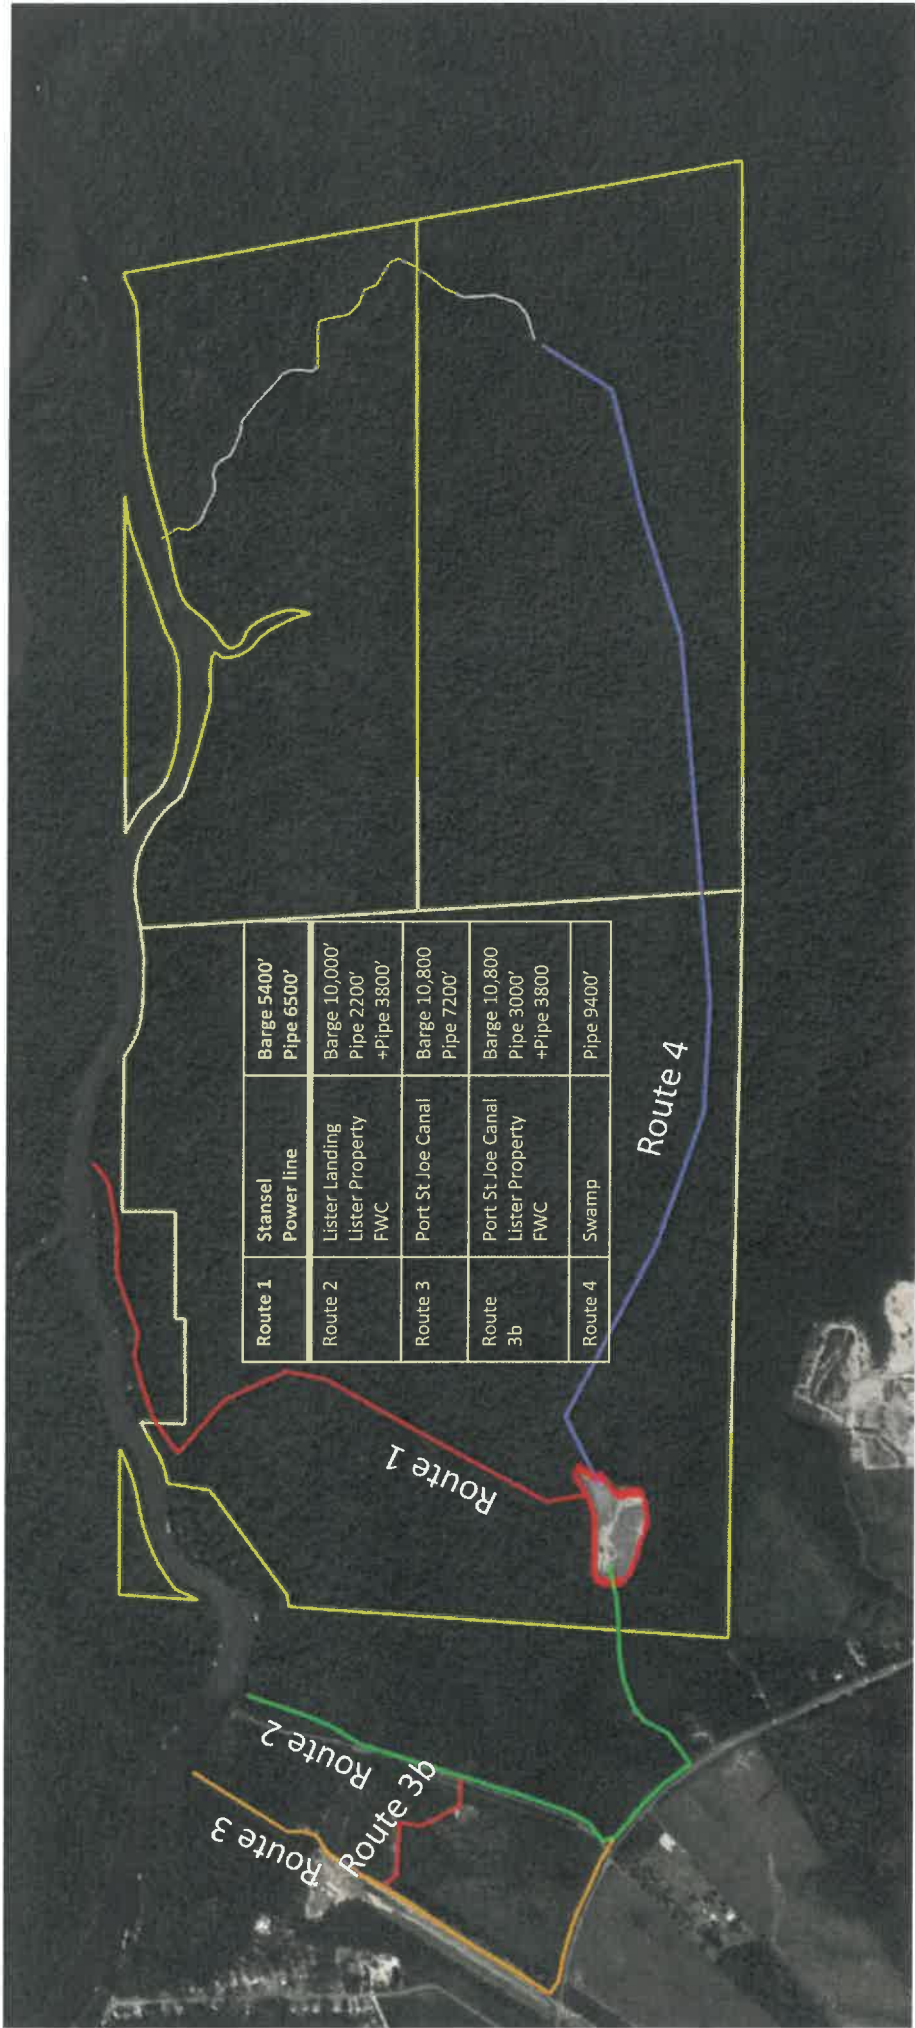 Route 1
Stansel
Power line
Barge 5400'
Pipe 6500'
Route 2
Lister Landing
Lister Property
FWC
Barge 10,000'
Pipe 2200'
+Pipe 3800'
Route 3
Port St Joe Canal
Barge 10,800
Pipe 7200'
Route
3b
Port St Joe Canal
Lister Property
FWC
Barge 10,800
Pipe 3000'
+Pipe 3800
Route 4
Swamp
Pipe 9400'
Route 3
Route 3b
Route 2
Route 1
Route 4